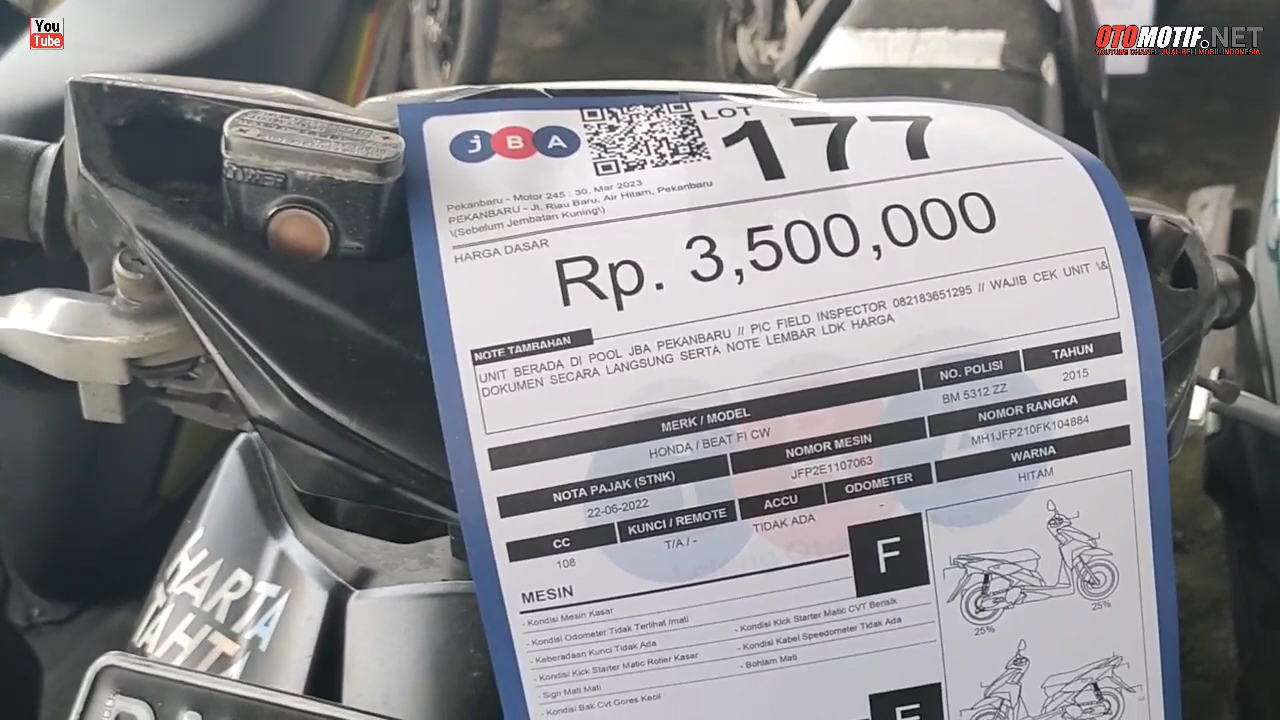 You
Tube
OTOMOTIF.NET
YOUTUBE CHANEL JUAL BELI MOBIL INDONESIA
jBA
LOT
177
Pekanbaru - Motor 245 : 30, Mar 2023
PEKANBARU - Jl. Riau Baru, Air Hitam, Pekanbaru
\(Sebelum Jembatan Kuning\)
HARGA DASAR
Rp. 3,500,000
NOTE TAMBAHAN
UNIT BERADA DI POOL JBA PEKANBARU // PIC FIELD INSPECTOR 082183651295 // WAJIB CEK UNIT \&
DOKUMEN SECARA LANGSUNG SERTA NOTE LEMBAR LDK HARGA
MERK / MODEL
NO. POLISI
TAHUN
HONDA / BEAT FI CW
BM 5312 ZZ
2015
NOTA PAJAK (STNK)
NOMOR MESIN
NOMOR RANGKA
22-06-2022
JFP2E1107063
MH1JFP210FK104884
CC
KUNCI / REMOTE
ACCU
ODOMETER
WARNA
108
T/A / -
TIDAK ADA
-
HITAM
MESIN
F
- Kondisi Mesin Kasar
- Kondisi Odometer Tidak Terlihat /mati
- Keberadaan Kunci Tidak Ada
- Kondisi Kick Starter Matic Roller Kasar
- Sign Mati Mati
- Kondisi Bak Cvt Gores Kecil
- Kondisi Kick Starter Matic CVT Berisik
- Kondisi Kabel Speedometer Tidak Ada
- Bohlam Mati
25%
25%
HARTA
TAHTA